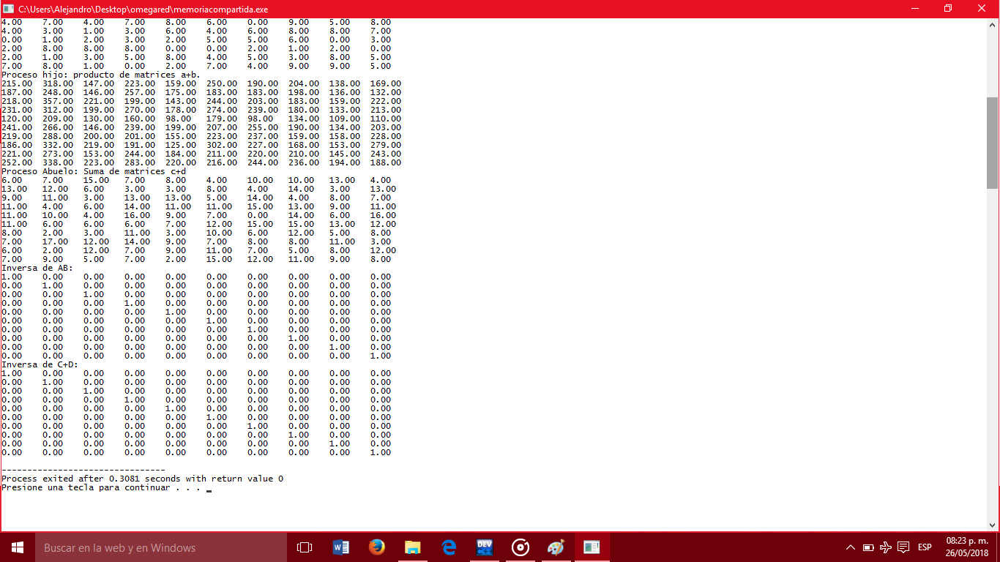 C:\Users\Alejandro\Desktop\omegared\memoriacompartida.exe
4.00 7.00 4.00 7.00 8.00 6.00 0.00 9.00 5.00 8.00
4.00 3.00 1.00 3.00 6.00 4.00 6.00 8.00 8.00 7.00
0.00 1.00 2.00 3.00 2.00 5.00 5.00 6.00 0.00 3.00
2.00 8.00 8.00 8.00 0.00 0.00 2.00 1.00 2.00 0.00
2.00 1.00 3.00 5.00 8.00 4.00 5.00 3.00 8.00 5.00
7.00 8.00 1.00 0.00 2.00 7.00 4.00 9.00 9.00 5.00
Proceso hijo: producto de matrices a+b.
215.00 318.00 147.00 223.00 159.00 250.00 190.00 204.00 138.00 169.00
187.00 248.00 146.00 257.00 175.00 183.00 183.00 198.00 136.00 132.00
218.00 357.00 221.00 199.00 143.00 244.00 203.00 183.00 159.00 222.00
231.00 312.00 199.00 270.00 178.00 274.00 239.00 180.00 133.00 213.00
120.00 209.00 130.00 160.00 98.00 179.00 98.00 134.00 109.00 110.00
241.00 266.00 146.00 239.00 199.00 207.00 255.00 190.00 134.00 203.00
219.00 288.00 200.00 201.00 155.00 223.00 237.00 159.00 158.00 228.00
186.00 332.00 219.00 191.00 125.00 302.00 227.00 168.00 153.00 279.00
221.00 273.00 153.00 244.00 184.00 211.00 220.00 210.00 145.00 243.00
252.00 338.00 223.00 283.00 220.00 216.00 244.00 236.00 194.00 188.00
Proceso Abuelo: Suma de matrices c+d
6.00 7.00 15.00 7.00 8.00 4.00 10.00 10.00 13.00 4.00
13.00 12.00 6.00 3.00 3.00 8.00 4.00 14.00 3.00 13.00
9.00 11.00 3.00 13.00 13.00 5.00 14.00 4.00 8.00 7.00
11.00 4.00 6.00 14.00 11.00 11.00 15.00 13.00 9.00 11.00
11.00 10.00 4.00 16.00 9.00 7.00 0.00 14.00 6.00 16.00
11.00 6.00 6.00 6.00 7.00 12.00 15.00 15.00 13.00 12.00
8.00 2.00 3.00 11.00 3.00 10.00 6.00 12.00 5.00 8.00
7.00 17.00 12.00 14.00 9.00 7.00 8.00 8.00 11.00 3.00
6.00 2.00 12.00 7.00 9.00 11.00 7.00 5.00 8.00 12.00
7.00 9.00 5.00 7.00 2.00 15.00 12.00 11.00 9.00 8.00
Inversa de AB:
1.00 0.00 0.00 0.00 0.00 0.00 0.00 0.00 0.00 0.00
0.00 1.00 0.00 0.00 0.00 0.00 0.00 0.00 0.00 0.00
0.00 0.00 1.00 0.00 0.00 0.00 0.00 0.00 0.00 0.00
0.00 0.00 0.00 1.00 0.00 0.00 0.00 0.00 0.00 0.00
0.00 0.00 0.00 0.00 1.00 0.00 0.00 0.00 0.00 0.00
0.00 0.00 0.00 0.00 0.00 1.00 0.00 0.00 0.00 0.00
0.00 0.00 0.00 0.00 0.00 0.00 1.00 0.00 0.00 0.00
0.00 0.00 0.00 0.00 0.00 0.00 0.00 1.00 0.00 0.00
0.00 0.00 0.00 0.00 0.00 0.00 0.00 0.00 1.00 0.00
0.00 0.00 0.00 0.00 0.00 0.00 0.00 0.00 0.00 1.00
Inversa de C+D:
1.00 0.00 0.00 0.00 0.00 0.00 0.00 0.00 0.00 0.00
0.00 1.00 0.00 0.00 0.00 0.00 0.00 0.00 0.00 0.00
0.00 0.00 1.00 0.00 0.00 0.00 0.00 0.00 0.00 0.00
0.00 0.00 0.00 1.00 0.00 0.00 0.00 0.00 0.00 0.00
0.00 0.00 0.00 0.00 1.00 0.00 0.00 0.00 0.00 0.00
0.00 0.00 0.00 0.00 0.00 1.00 0.00 0.00 0.00 0.00
0.00 0.00 0.00 0.00 0.00 0.00 1.00 0.00 0.00 0.00
0.00 0.00 0.00 0.00 0.00 0.00 0.00 1.00 0.00 0.00
0.00 0.00 0.00 0.00 0.00 0.00 0.00 0.00 1.00 0.00
0.00 0.00 0.00 0.00 0.00 0.00 0.00 0.00 0.00 1.00
--------------------------------
Process exited after 0.3081 seconds with return value 0
Presione una tecla para continuar . . . _
Buscar en la web y en Windows
DEV
ESP
08:23 p. m.
26/05/2018